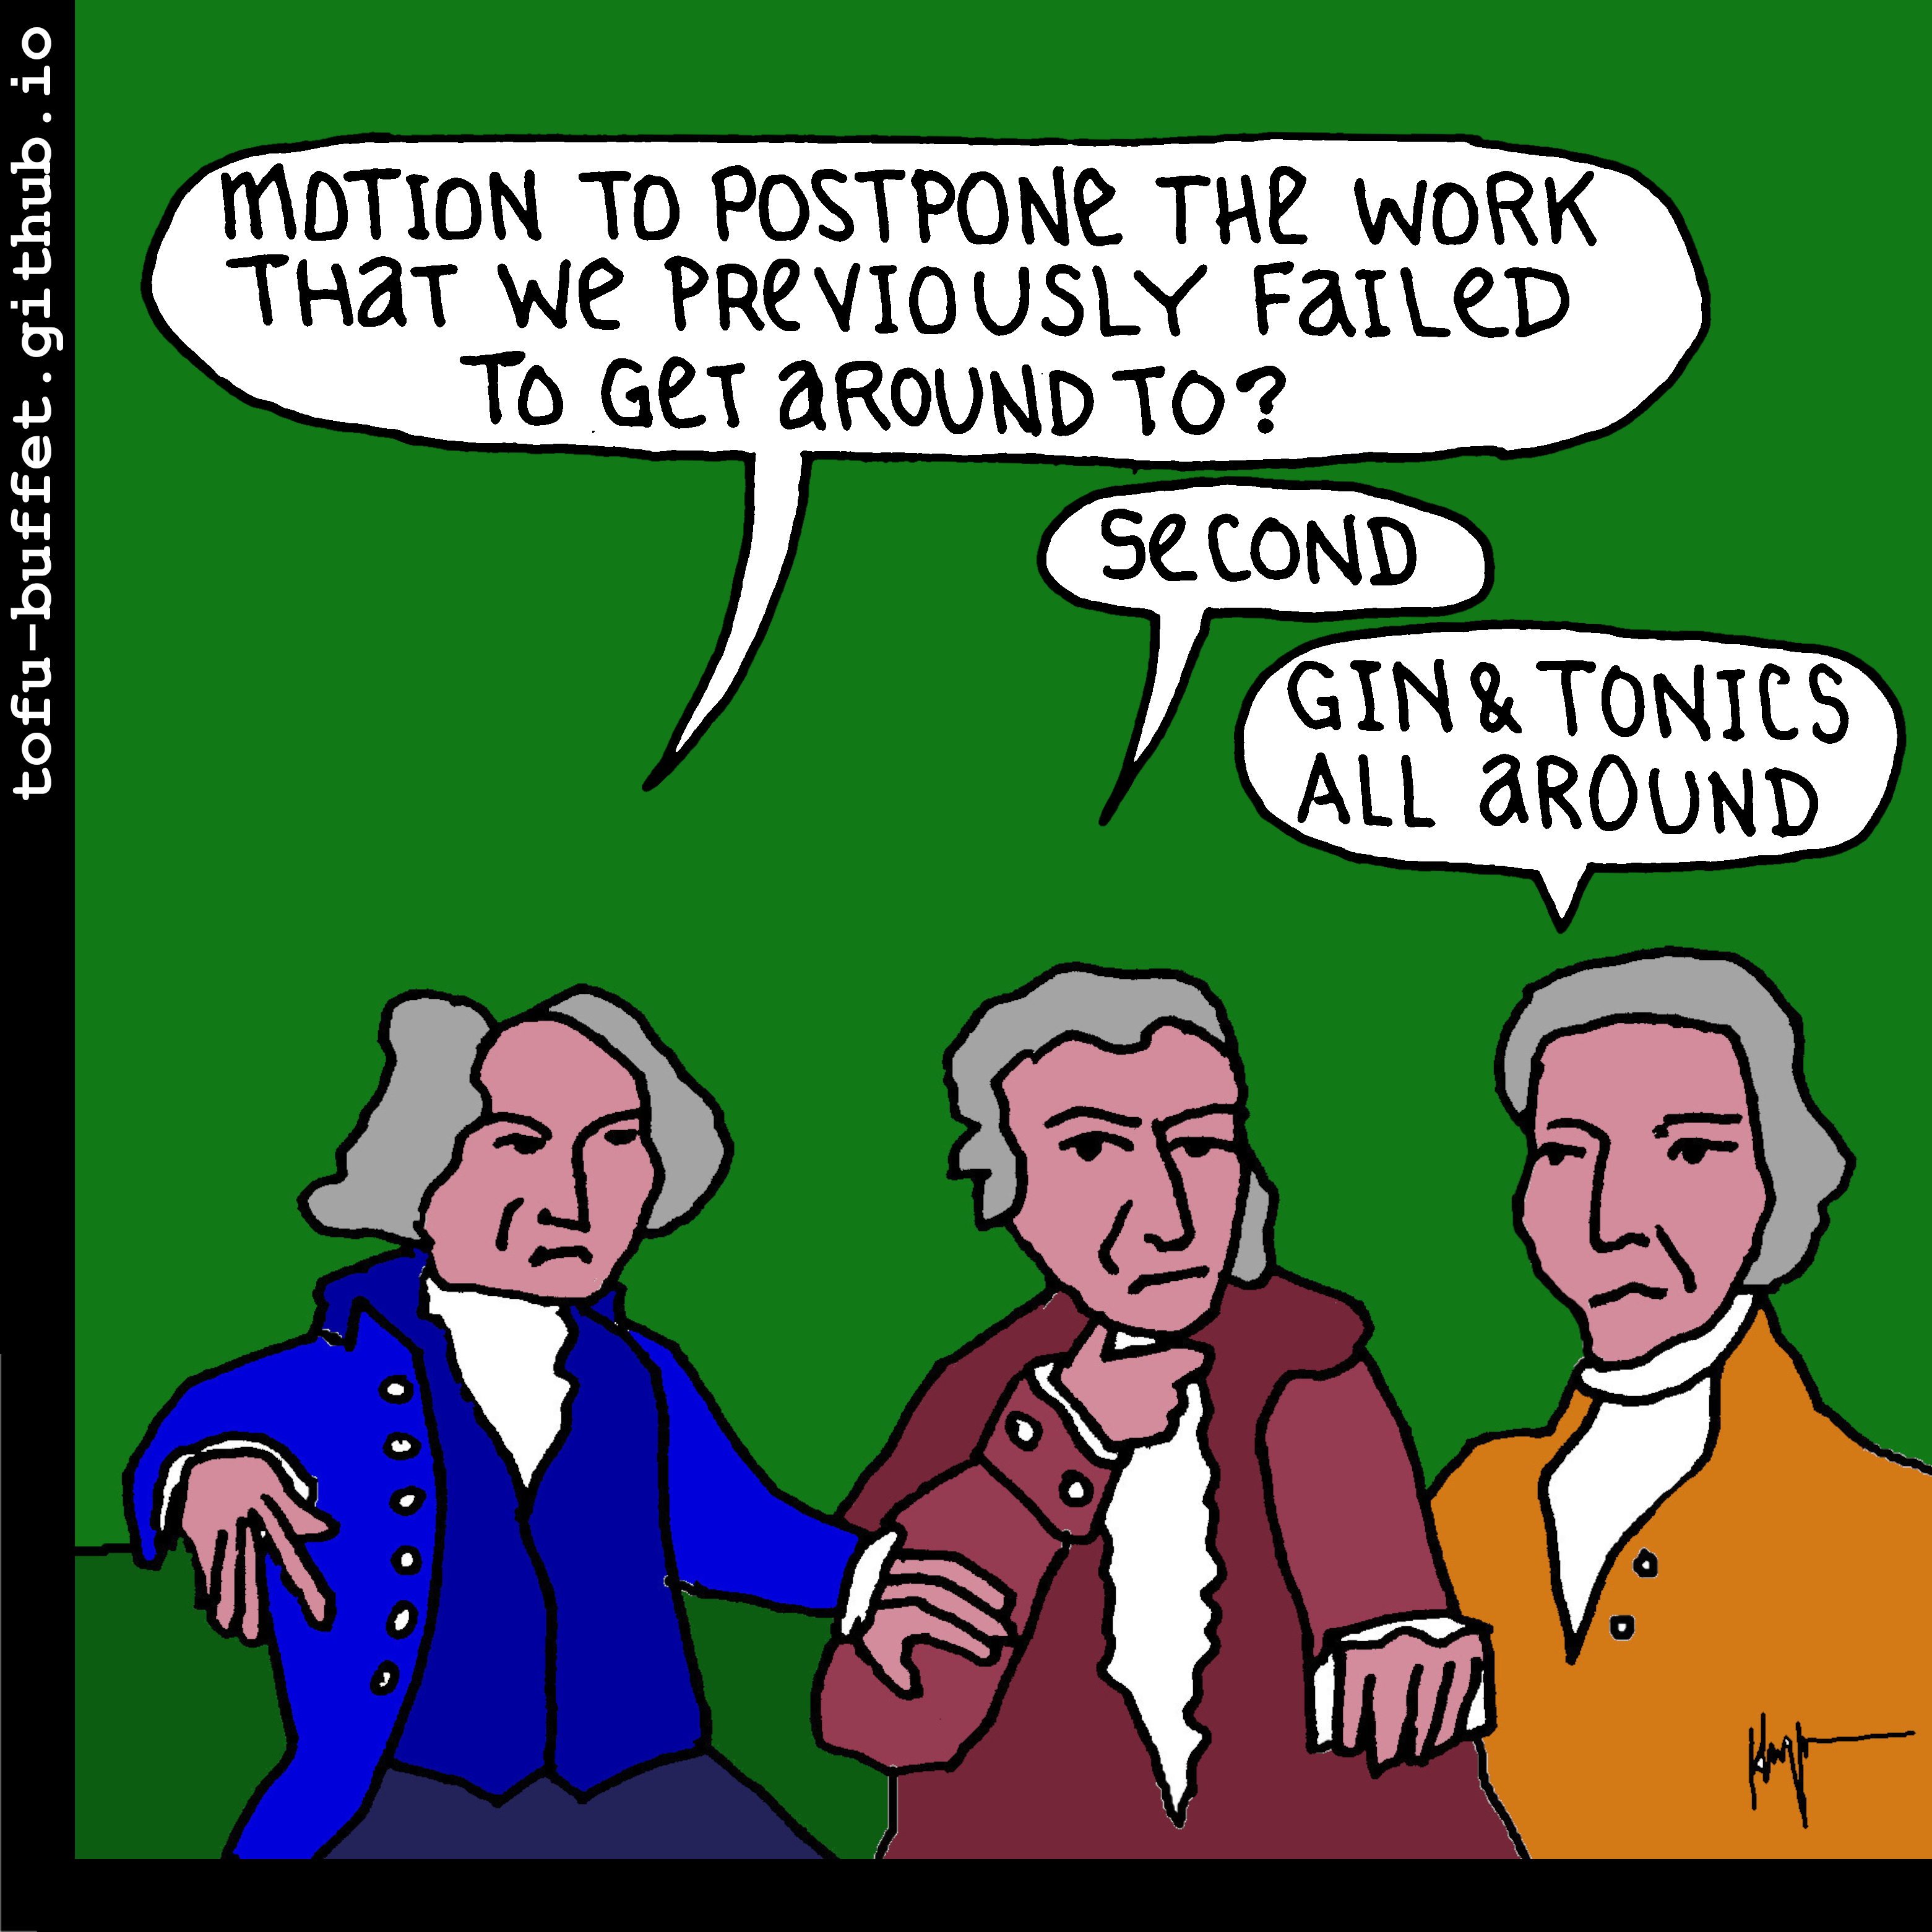 tofu-buffet.github.io
MOTION TO POSTPONe THe WORK
THaT We PReVIOUSLY FaILeD
TO GeT aROUND TO?
SeCOND
GIN & TONICS
ALL aROUND